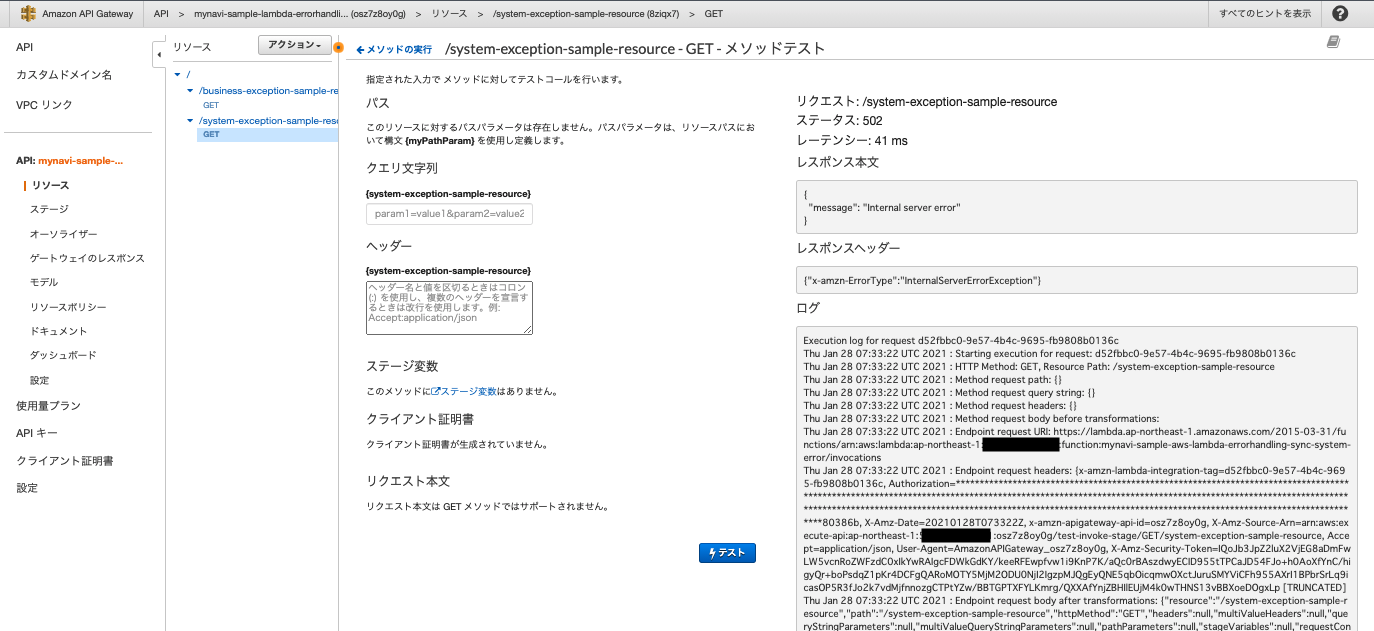 Amazon API Gateway
API > mynavi-sample-lambda-errorhandli... (osz7z8oy0g) > リソース > /system-exception-sample-resource (8ziqx7) > GET
すべてのヒントを表示
API
カスタムドメイン名
VPC リンク
API: mynavi-sample-...
リソース
ステージ
オーソライザー
ゲートウェイのレスポンス
モデル
リソースポリシー
ドキュメント
ダッシュボード
設定
使用量プラン
API キー
クライアント証明書
設定
リソース
アクション
/
/business-exception-sample-re
GET
/system-exception-sample-reso
GET
メソッドの実行
/system-exception-sample-resource - GET - メソッドテスト
指定された入力で メソッドに対してテストコールを行います。
パス
このリソースに対するパスパラメータは存在しません。パスパラメータは、リソースパスにお
いて構文 {myPathParam} を使用し定義します。
クエリ文字列
{system-exception-sample-resource}
param1=value1&param2=value2
ヘッダー
{system-exception-sample-resource}
ヘッダー名と値を区切るときはコロン
(:) を使用し、複数のヘッダーを宣言す
るときは改行を使用します。例:
Accept:application/json
ステージ変数
このメソッドにステージ変数はありません。
クライアント証明書
クライアント証明書が生成されていません。
リクエスト本文
リクエスト本文は GET メソッドではサポートされません。
テスト
リクエスト: /system-exception-sample-resource
ステータス: 502
レーテンシー: 41 ms
レスポンス本文
{
"message": "Internal server error"
}
レスポンスヘッダー
{"x-amzn-ErrorType":"InternalServerErrorException"}
ログ
Execution log for request d52fbbc0-9e57-4b4c-9695-fb9808b0136c
Thu Jan 28 07:33:22 UTC 2021 : Starting execution for request: d52fbbc0-9e57-4b4c-9695-fb9808b0136c
Thu Jan 28 07:33:22 UTC 2021 : HTTP Method: GET, Resource Path: /system-exception-sample-resource
Thu Jan 28 07:33:22 UTC 2021 : Method request path: {}
Thu Jan 28 07:33:22 UTC 2021 : Method request query string: {}
Thu Jan 28 07:33:22 UTC 2021 : Method request headers: {}
Thu Jan 28 07:33:22 UTC 2021 : Method request body before transformations:
Thu Jan 28 07:33:22 UTC 2021 : Endpoint request URI: https://lambda.ap-northeast-1.amazonaws.com/2015-03-31/fu
nctions/arn:aws:lambda:ap-northeast-1: :function:mynavi-sample-aws-lambda-errorhandling-sync-system-
error/invocations
Thu Jan 28 07:33:22 UTC 2021 : Endpoint request headers: {x-amzn-lambda-integration-tag=d52fbbc0-9e57-4b4c-969
5-fb9808b0136c, Authorization=
****80386b, X-Amz-Date=20210128T073322Z, x-amzn-apigateway-api-id=osz7z8oy0g, X-Amz-Source-Arn=arn:aws:ex
ecute-api:ap-northeast-1: :osz7z8oy0g/test-invoke-stage/GET/system-exception-sample-resource, Acce
pt=application/json, User-Agent=AmazonAPIGateway_osz7z8oy0g, X-Amz-Security-Token=
[TRUNCATED]
Thu Jan 28 07:33:22 UTC 2021 : Endpoint request body after transformations: {"resource":"/system-exception-sample-r
esource","path":"/system-exception-sample-resource","httpMethod":"GET","headers":null,"multiValueHeaders":null,"que
ryStringParameters":null,"multiValueQueryStringParameters":null,"pathParameters":null,"stageVariables":null,"requestCon